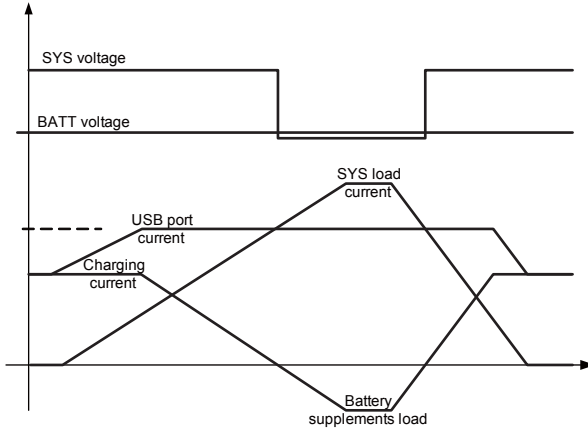 SYS voltage
BATT voltage
SYS load
current
USB port
current
Charging
current
Battery
supplements load